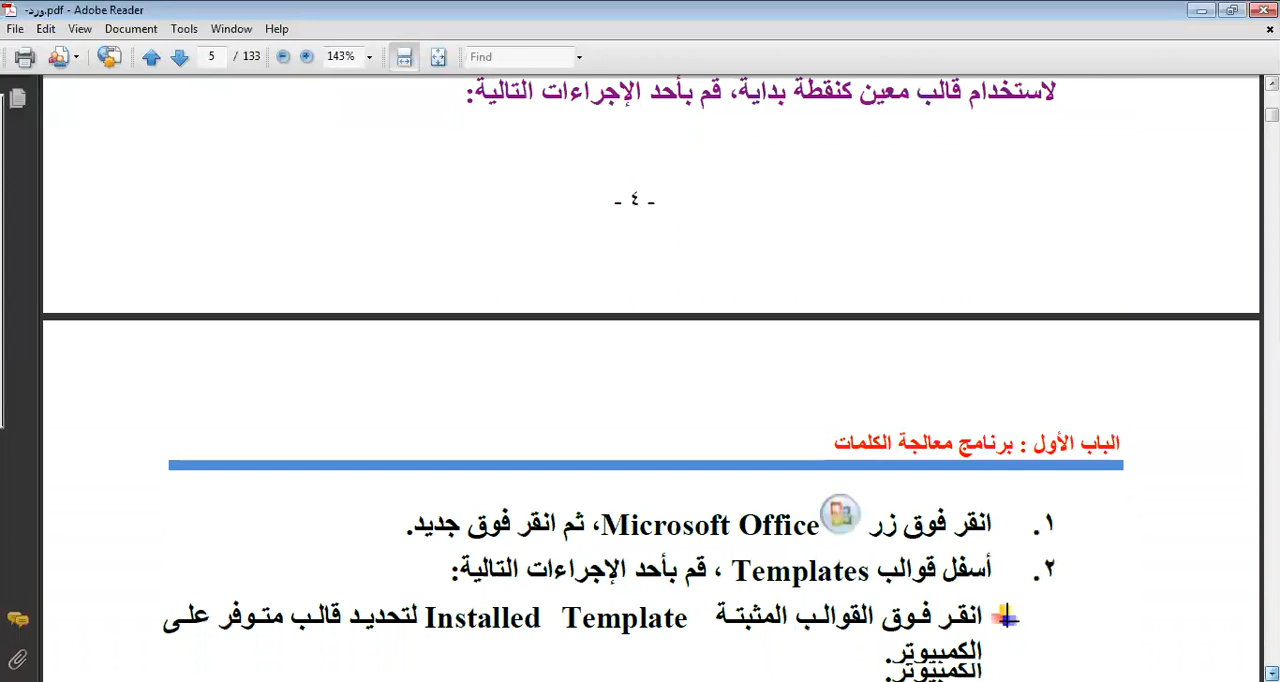 ورد-.pdf - Adobe Reader
File Edit View Document Tools Window Help
5 / 133 143% Find
لاستخدام قالب معين كنقطة بداية، قم بأحد الإجراءات التالية:
- ٤ -
الباب الأول : برنامج معالجة الكلمات
١. انقر فوق زر Microsoft Office، ثم انقر فوق جديد.
٢. أسفل قوالب Templates ، قم بأحد الإجراءات التالية:
انقر فوق القوالب المثبتة Installed Template لتحديد قالب متوفر على
الكمبيوتر.
الكمبيوتر.